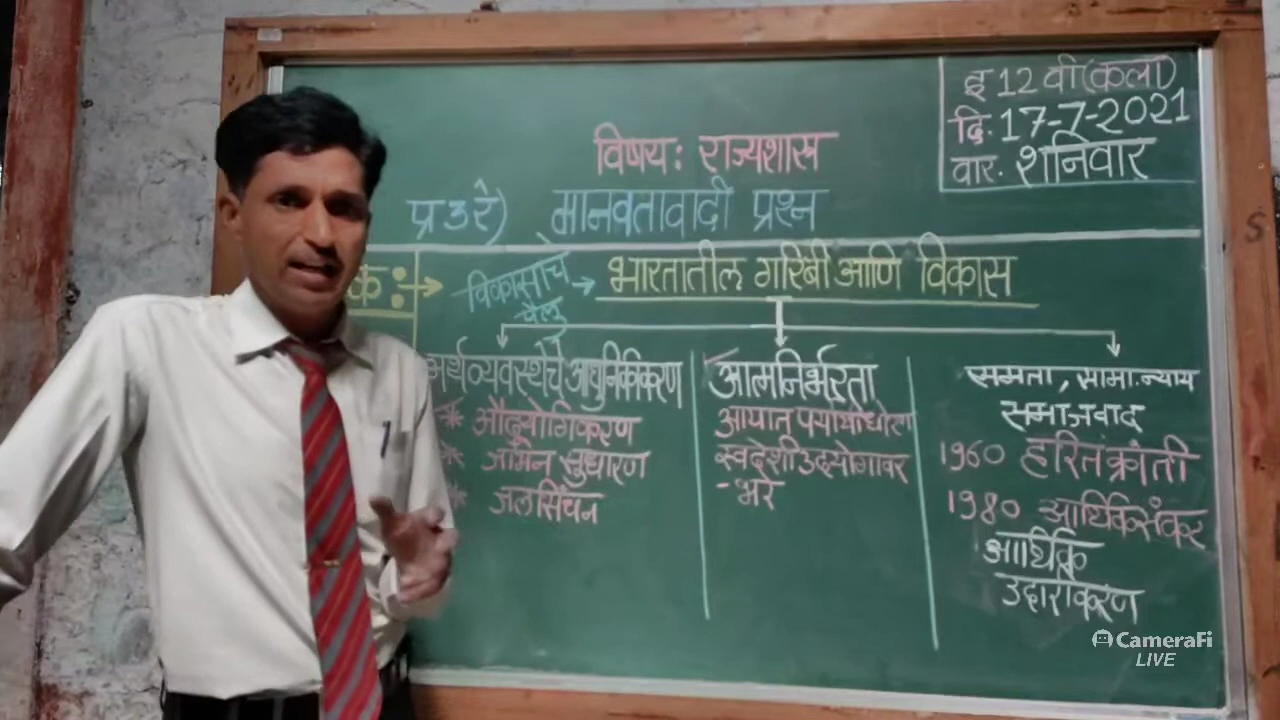 इ 12 वी (कला)
दि. 17-7-2021
वार. शनिवार
विषय: राज्यशास्त्र
प्र 3 रे) मानवतावादी प्रश्न
क :→ विकासाचे पैलु → भारतातील गरिबी आणि विकास
अर्थव्यवस्थेचे आधुनिकिकरण
* औद्योगिकरण
* जमिन सुधारणा
* जलसिंचन
आत्मनिर्भरता
आयात पर्यायी धोरण
स्वदेशी उदयोगावर
- भर
समता, सामा. न्याय
समाजवाद
1960 हरितक्रांती
1980 आर्थिकसंकट
आर्थिक
उदारीकरण
S
CameraFi
LIVE